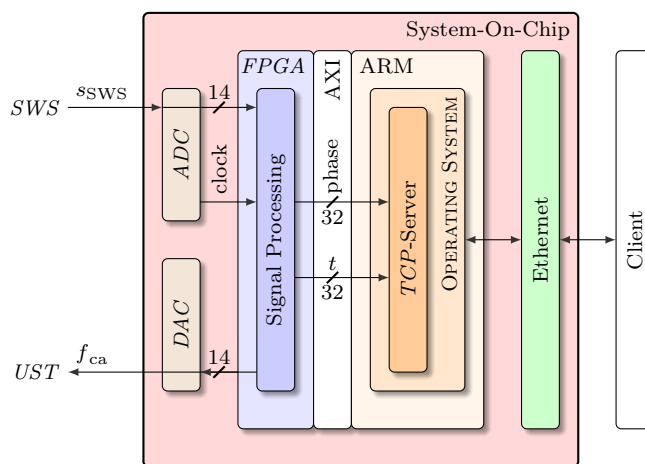 System-On-Chip
FPGA
AXI
ARM
SWS
sSWS
14
ADC
clock
Signal Processing
phase
32
t
32
TCP-Server
OPERATING SYSTEM
Ethernet
Client
DAC
14
fca
UST